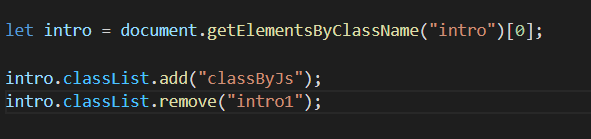 let intro = document.getElementsByClassName("intro")[0];
intro.classList.add("classByJs");
intro.classList.remove("intro1");